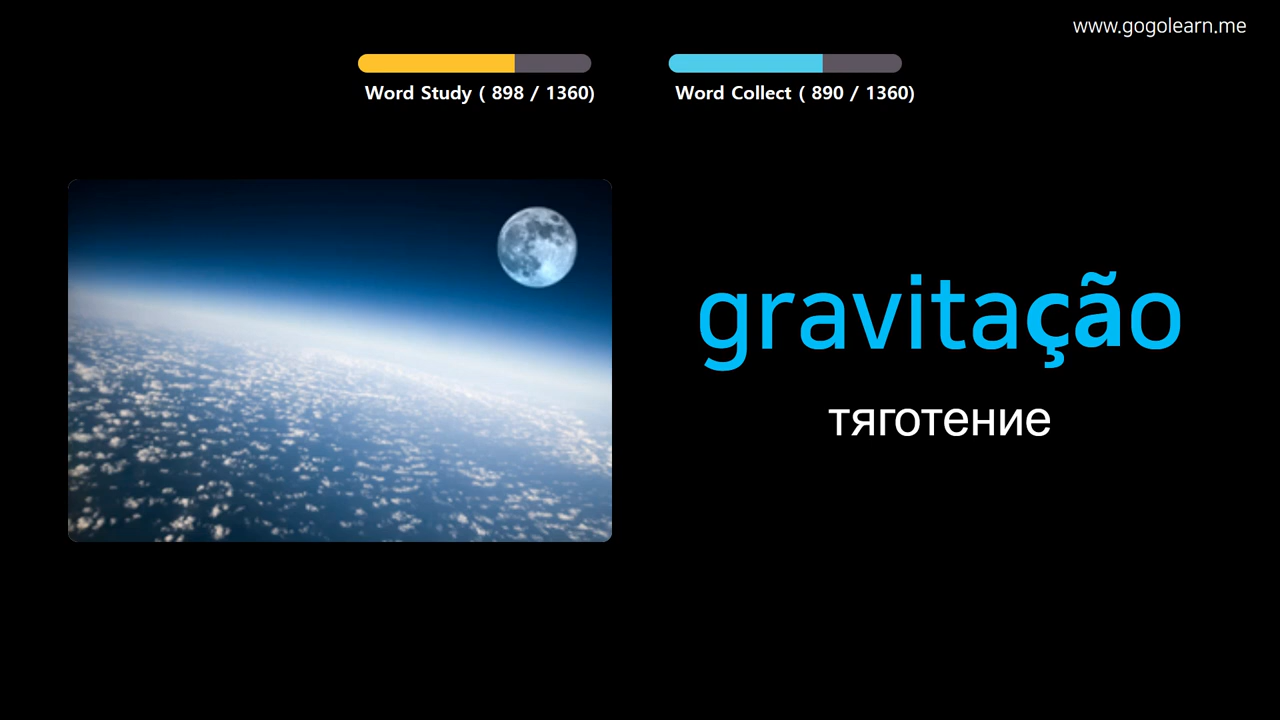 www.gogolearn.me
Word Study ( 898 / 1360)
Word Collect ( 890 / 1360)
gravitação
тяготение